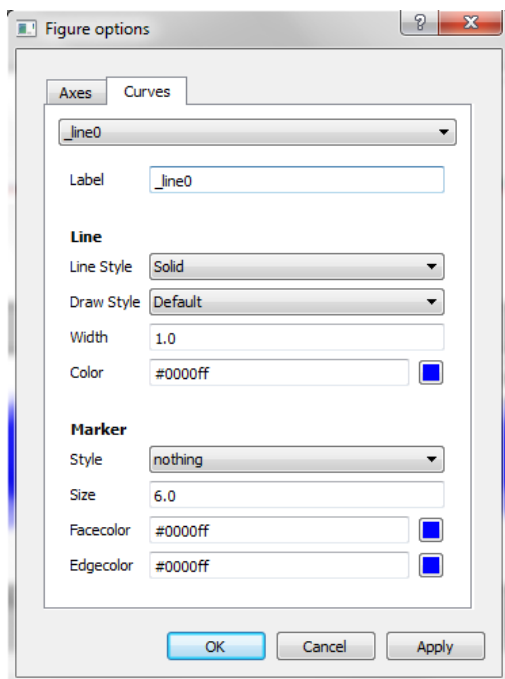 Figure options
?
Axes Curves
_line0
Label _line0
Line
Line Style Solid
Draw Style Default
Width 1.0
Color #0000ff
Marker
Style nothing
Size 6.0
Facecolor #0000ff
Edgecolor #0000ff
OK Cancel Apply